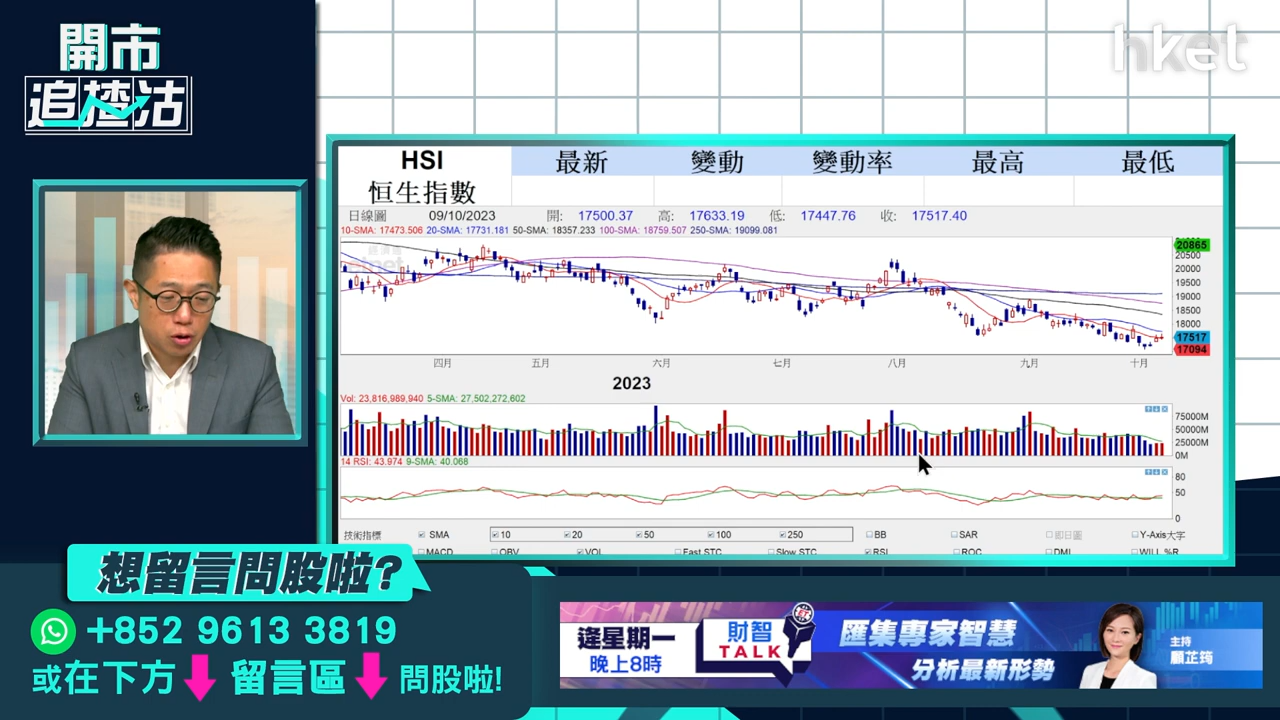 開市
追揸沽
hket
HSI
恒生指數
最新 變動 變動率 最高 最低
日線圖 09/10/2023 開: 17500.37 高: 17633.19 低: 17447.76 收: 17517.40
10-SMA: 17473.506 20-SMA: 17731.181 50-SMA: 18357.233 100-SMA: 18759.507 250-SMA: 19099.081
20865
20500
20000
19500
19000
18500
18000
17517
17094
四月 五月 六月 七月 八月 九月 十月
2023
Vol: 23,816,989,940 5-SMA: 27,502,272,602
75000M
50000M
25000M
0M
14 RSI: 43.974 9-SMA: 40.068
80
50
0
技術指標 SMA 10 20 50 100 250 BB SAR 即日圖 Y-Axis大字
MACD OBV VOL Fast STC Slow STC RSI ROC DMI WILL %R
想留言問股啦?
+852 9613 3819
或在下方 留言區 問股啦!
逢星期一
晚上8時
財智
TALK
匯集專家智慧
分析最新形勢
主持
顧芷筠